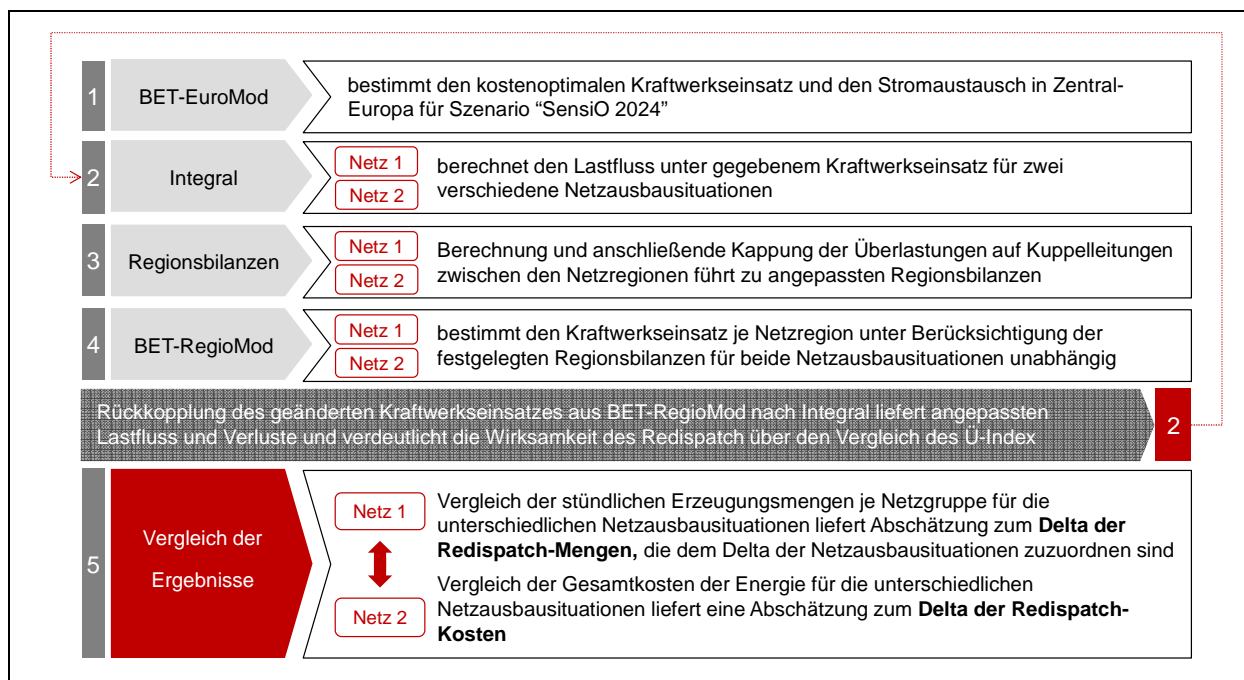 1
BET-EuroMod
bestimmt den kostenoptimalen Kraftwerkseinsatz und den Stromaustausch in Zentral-
Europa für Szenario “SensiO 2024”
2
Integral
Netz 1
Netz 2
berechnet den Lastfluss unter gegebenem Kraftwerkseinsatz für zwei
verschiedene Netzausbausituationen
3
Regionsbilanzen
Netz 1
Netz 2
Berechnung und anschließende Kappung der Überlastungen auf Kuppelleitungen
zwischen den Netzregionen führt zu angepassten Regionsbilanzen
4
BET-RegioMod
Netz 1
Netz 2
bestimmt den Kraftwerkseinsatz je Netzregion unter Berücksichtigung der
festgelegten Regionsbilanzen für beide Netzausbausituationen unabhängig
Rückkopplung des geänderten Kraftwerkseinsatzes aus BET-RegioMod nach Integral liefert angepassten
Lastfluss und Verluste und verdeutlicht die Wirksamkeit des Redispatch über den Vergleich des Ü-Index
2
5
Vergleich der
Ergebnisse
Netz 1
Netz 2
Vergleich der stündlichen Erzeugungsmengen je Netzgruppe für die
unterschiedlichen Netzausbausituationen liefert Abschätzung zum Delta der
Redispatch-Mengen, die dem Delta der Netzausbausituationen zuzuordnen sind
Vergleich der Gesamtkosten der Energie für die unterschiedlichen
Netzausbausituationen liefert eine Abschätzung zum Delta der Redispatch-
Kosten